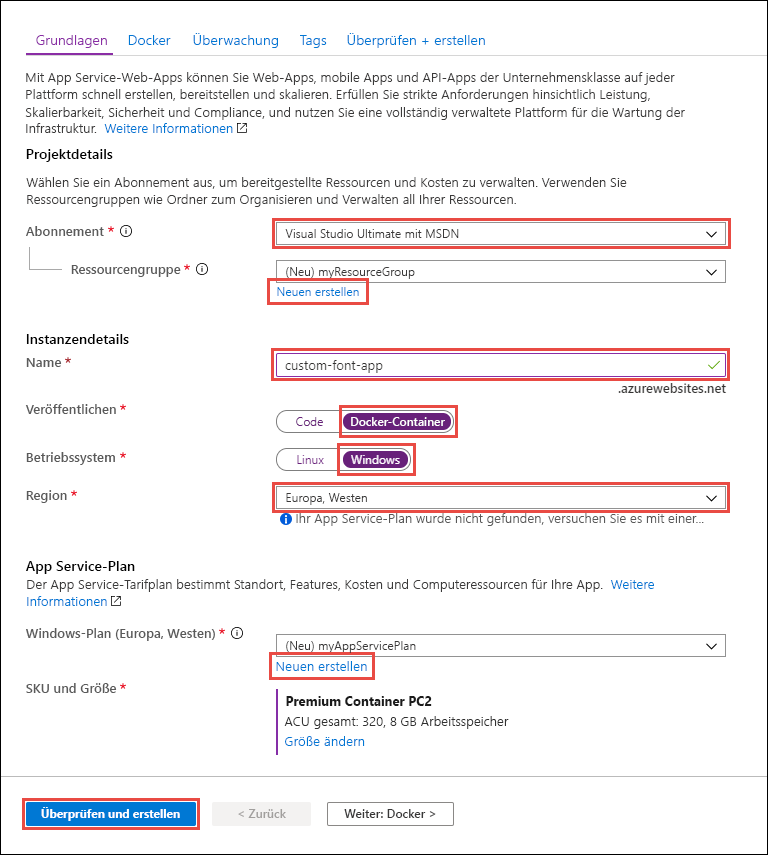 Grundlagen Docker Überwachung Tags Überprüfen + erstellen
Mit App Service-Web-Apps können Sie Web-Apps, mobile Apps und API-Apps der Unternehmensklasse auf jeder
Plattform schnell erstellen, bereitstellen und skalieren. Erfüllen Sie strikte Anforderungen hinsichtlich Leistung,
Skalierbarkeit, Sicherheit und Compliance, und nutzen Sie eine vollständig verwaltete Plattform für die Wartung der
Infrastruktur. Weitere Informationen
Projektdetails
Wählen Sie ein Abonnement aus, um bereitgestellte Ressourcen und Kosten zu verwalten. Verwenden Sie
Ressourcengruppen wie Ordner zum Organisieren und Verwalten all Ihrer Ressourcen.
Abonnement * Visual Studio Ultimate mit MSDN
Ressourcengruppe * (Neu) myResourceGroup
Neuen erstellen
Instanzendetails
Name * custom-font-app
.azurewebsites.net
Veröffentlichen * Code Docker-Container
Betriebssystem * Linux Windows
Region * Europa, Westen
Ihr App Service-Plan wurde nicht gefunden, versuchen Sie es mit einer...
App Service-Plan
Der App Service-Tarifplan bestimmt Standort, Features, Kosten und Computeressourcen für Ihre App. Weitere
Informationen
Windows-Plan (Europa, Westen) * (Neu) myAppServicePlan
Neuen erstellen
SKU und Größe *
Premium Container PC2
ACU gesamt: 320, 8 GB Arbeitsspeicher
Größe ändern
Überprüfen und erstellen < Zurück Weiter: Docker >